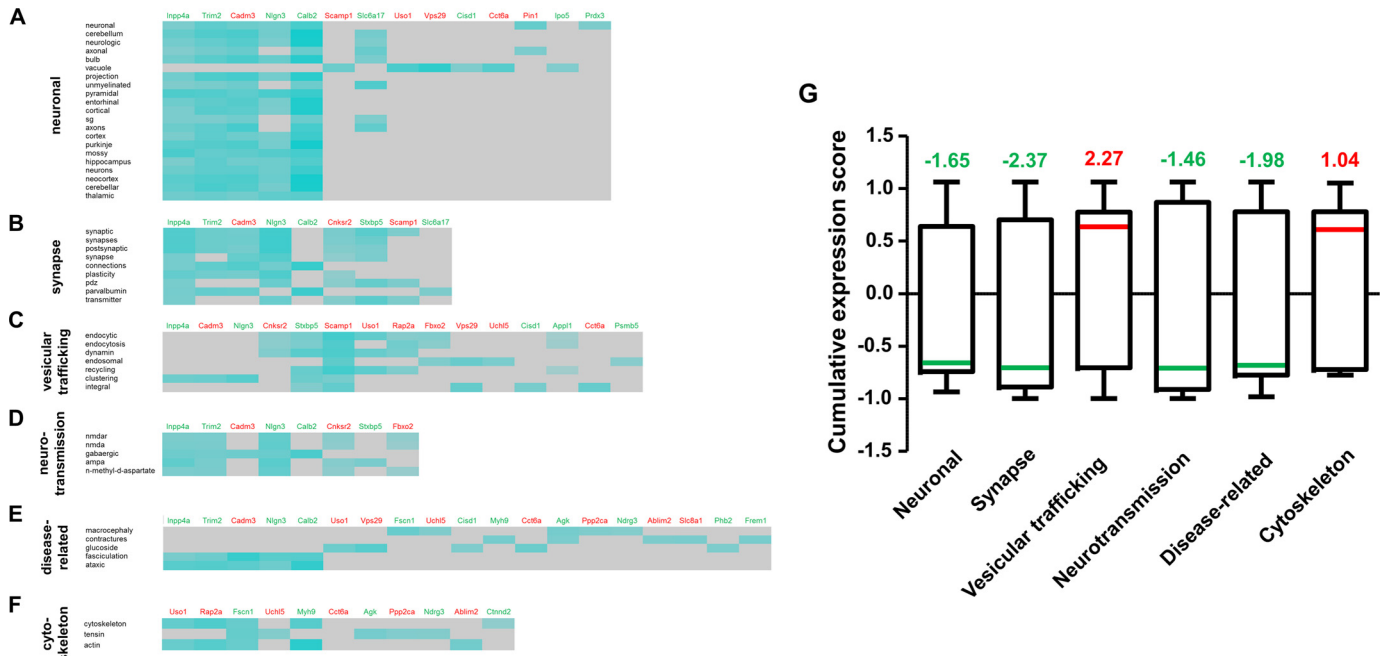 A
Inpp4a Trim2 Cadm3 Nlgn3 Calb2 Scamp1 Slc6a17 Uso1 Vps29 Cisd1 Cct6a Pin1 Ipo5 Prdx3
neuronal
neuronal
cerebellum
neurologic
axonal
bulb
vacuole
projection
unmyelinated
pyramidal
entorhinal
cortical
sg
axons
cortex
purkinje
mossy
hippocampus
neurons
neocortex
cerebellar
thalamic
B
Inpp4a Trim2 Cadm3 Nlgn3 Calb2 Cnksr2 Stxbp5 Scamp1 Slc6a17
synapse
synaptic
synapses
postsynaptic
synapse
connections
plasticity
pdz
parvalbumin
transmitter
C
Inpp4a Cadm3 Nlgn3 Cnksr2 Stxbp5 Scamp1 Uso1 Rap2a Fbxo2 Vps29 Uchl5 Cisd1 Appl1 Cct6a Psmb5
vesicular
trafficking
endocytic
endocytosis
dynamin
endosomal
recycling
clustering
integral
D
Inpp4a Trim2 Cadm3 Nlgn3 Calb2 Cnksr2 Stxbp5 Fbxo2
neuro-
transmission
nmdar
nmda
gabaergic
ampa
n-methyl-d-aspartate
E
Inpp4a Trim2 Cadm3 Nlgn3 Calb2 Uso1 Vps29 Fscn1 Uchl5 Cisd1 Myh9 Cct6a Agk Ppp2ca Ndrg3 Ablim2 Slc8a1 Phb2 Frem1
disease-
related
macrocephaly
contractures
glucoside
fasciculation
ataxic
F
Uso1 Rap2a Fscn1 Uchl5 Myh9 Cct6a Agk Ppp2ca Ndrg3 Ablim2 Ctnnd2
cyto-
skeleton
cytoskeleton
tensin
actin
G
Cumulative expression score
1.5
1.0
0.5
0.0
-0.5
-1.0
-1.5
-1.65 -2.37 2.27 -1.46 -1.98 1.04
Neuronal
Synapse
Vesicular trafficking
Neurotransmission
Disease-related
Cytoskeleton